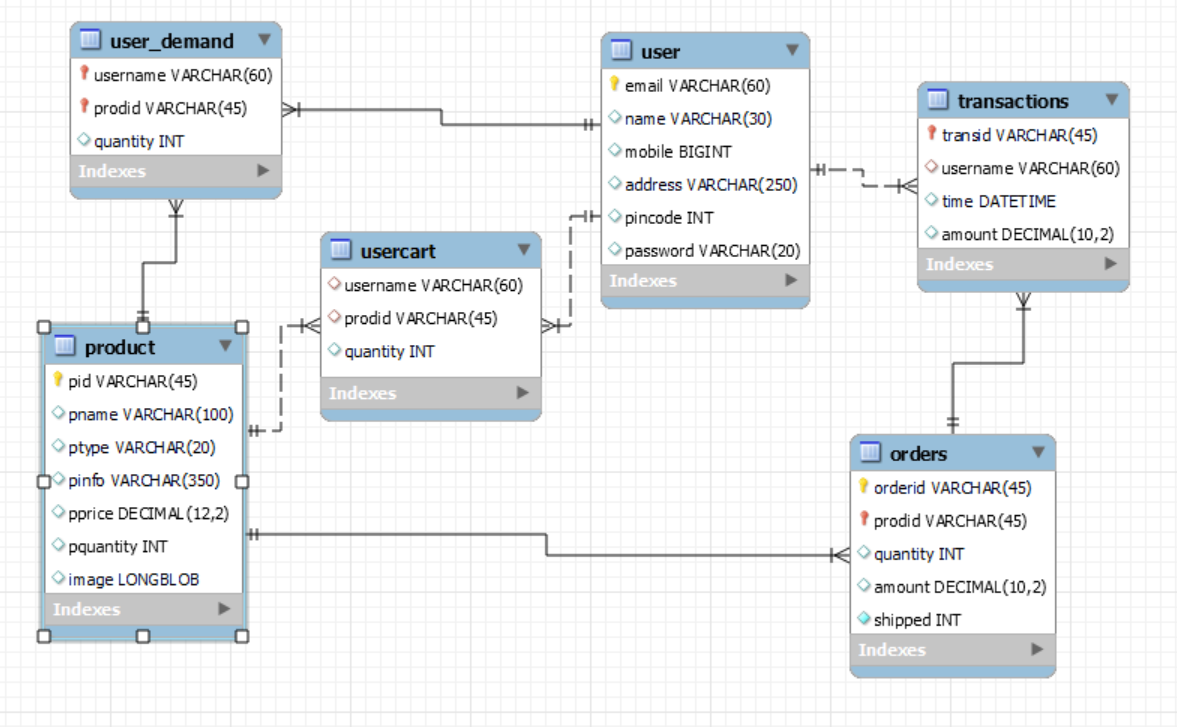 user_demand
username VARCHAR(60)
prodid VARCHAR(45)
quantity INT
Indexes
user
email VARCHAR(60)
name VARCHAR(30)
mobile BIGINT
address VARCHAR(250)
pincode INT
password VARCHAR(20)
Indexes
transactions
transid VARCHAR(45)
username VARCHAR(60)
time DATETIME
amount DECIMAL(10,2)
Indexes
usercart
username VARCHAR(60)
prodid VARCHAR(45)
quantity INT
Indexes
product
pid VARCHAR(45)
pname VARCHAR(100)
ptype VARCHAR(20)
pinfo VARCHAR(350)
pprice DECIMAL(12,2)
pquantity INT
image LONGBLOB
Indexes
orders
orderid VARCHAR(45)
prodid VARCHAR(45)
quantity INT
amount DECIMAL(10,2)
shipped INT
Indexes